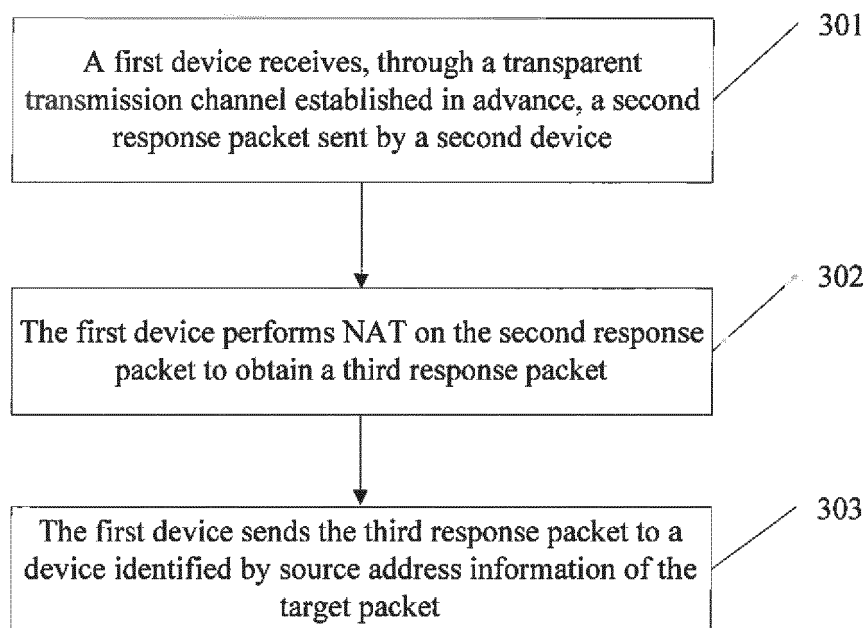 301
A first device receives, through a transparent
transmission channel established in advance, a second
response packet sent by a second device
302
The first device performs NAT on the second response
packet to obtain a third response packet
303
The first device sends the third response packet to a
device identified by source address information of the
target packet